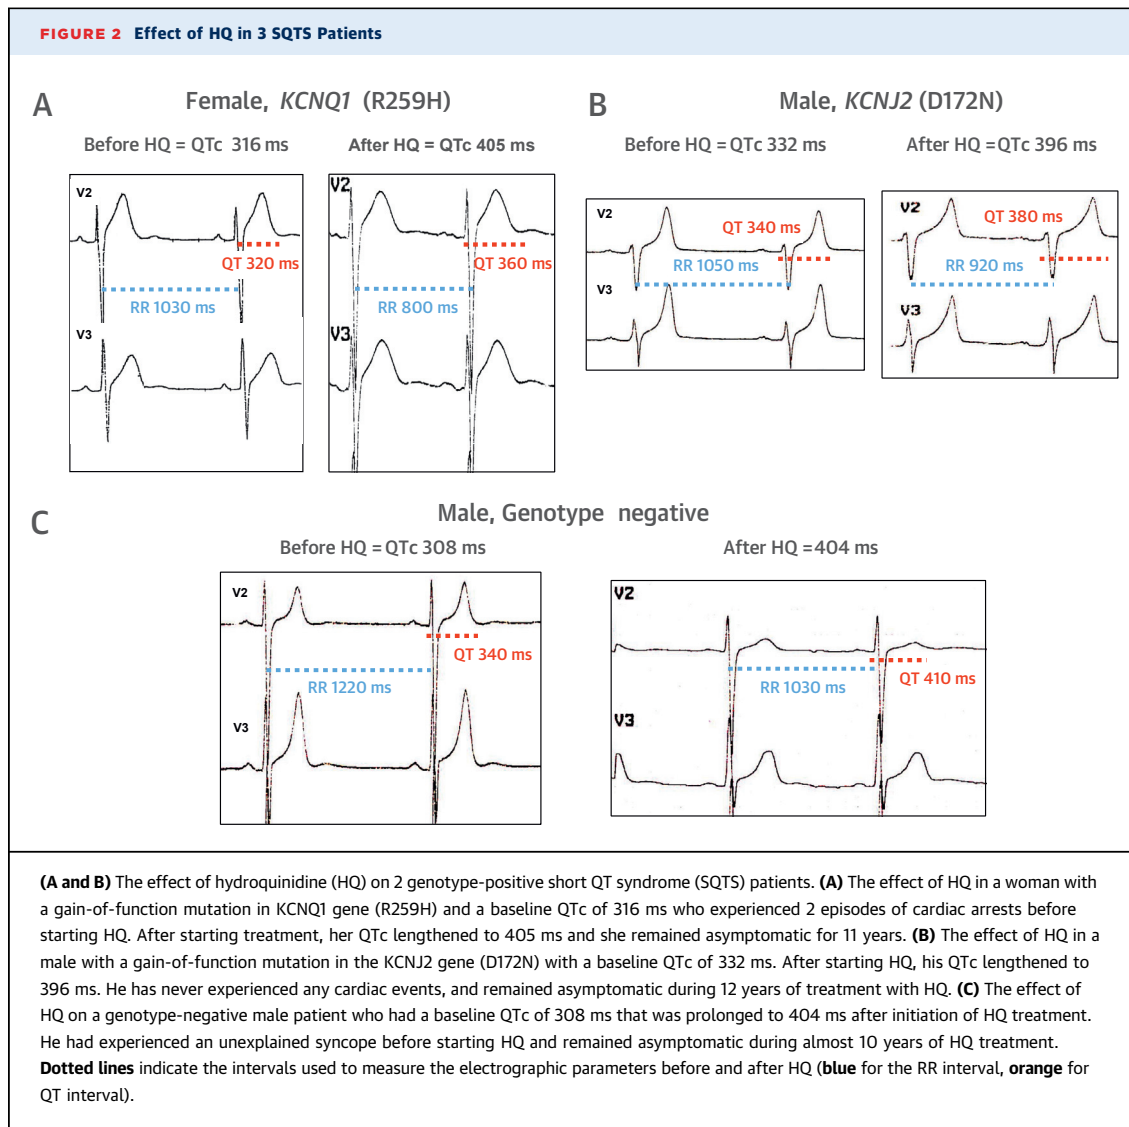 FIGURE 2 Effect of HQ in 3 SQTS Patients
A
Female, KCNQ1 (R259H)
Before HQ = QTc 316 ms
After HQ = QTc 405 ms
V2
QT 320 ms
RR 1030 ms
V3
V2
QT 360 ms
RR 800 ms
V3
B
Male, KCNJ2 (D172N)
Before HQ = QTc 332 ms
After HQ = QTc 396 ms
V2
QT 340 ms
RR 1050 ms
V3
V2
QT 380 ms
RR 920 ms
V3
C
Male, Genotype negative
Before HQ = QTc 308 ms
After HQ = 404 ms
V2
QT 340 ms
RR 1220 ms
V3
V2
RR 1030 ms
QT 410 ms
V3
(A and B) The effect of hydroquinidine (HQ) on 2 genotype-positive short QT syndrome (SQTS) patients. (A) The effect of HQ in a woman with
a gain-of-function mutation in KCNQ1 gene (R259H) and a baseline QTc of 316 ms who experienced 2 episodes of cardiac arrests before
starting HQ. After starting treatment, her QTc lengthened to 405 ms and she remained asymptomatic for 11 years. (B) The effect of HQ in a
male with a gain-of-function mutation in the KCNJ2 gene (D172N) with a baseline QTc of 332 ms. After starting HQ, his QTc lengthened to
396 ms. He has never experienced any cardiac events, and remained asymptomatic during 12 years of treatment with HQ. (C) The effect of
HQ on a genotype-negative male patient who had a baseline QTc of 308 ms that was prolonged to 404 ms after initiation of HQ treatment.
He had experienced an unexplained syncope before starting HQ and remained asymptomatic during almost 10 years of HQ treatment.
Dotted lines indicate the intervals used to measure the electrographic parameters before and after HQ (blue for the RR interval, orange for
QT interval).